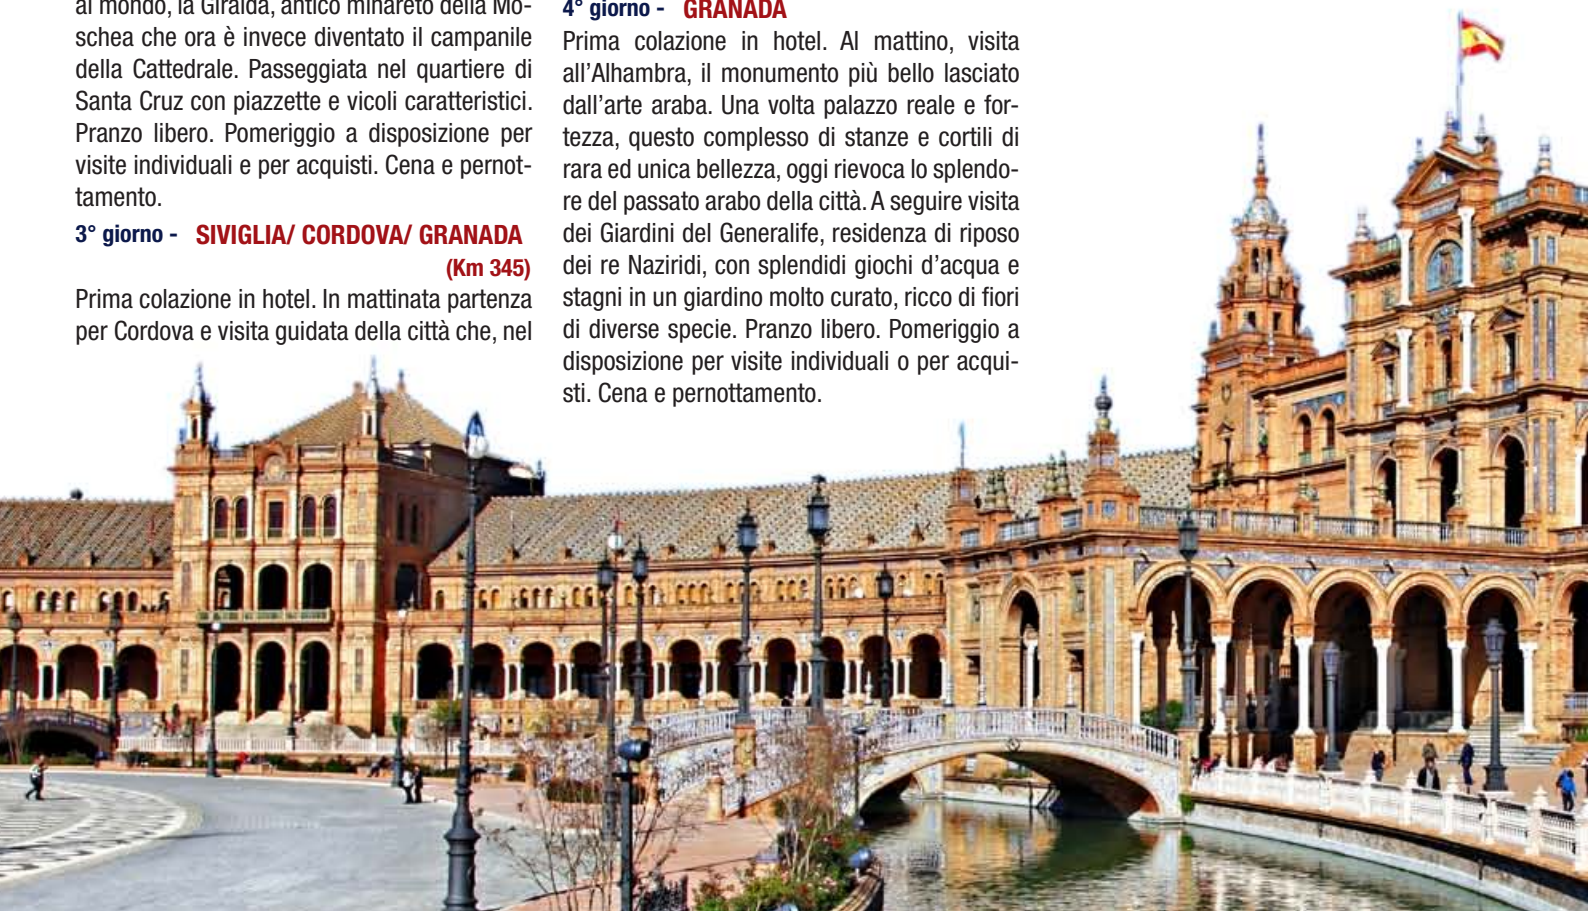 al mondo, la Giralda, antico minareto della Mo-
schea che ora è invece diventato il campanile
della Cattedrale. Passeggiata nel quartiere di
Santa Cruz con piazzette e vicoli caratteristici.
Pranzo libero. Pomeriggio a disposizione per
visite individuali e per acquisti. Cena e pernot-
tamento.
3° giorno - SIVIGLIA/ CORDOVA/ GRANADA
(Km 345)
Prima colazione in hotel. In mattinata partenza
per Cordova e visita guidata della città che, nel
4° giorno - GRANADA
Prima colazione in hotel. Al mattino, visita
all'Alhambra, il monumento più bello lasciato
dall'arte araba. Una volta palazzo reale e for-
tezza, questo complesso di stanze e cortili di
rara ed unica bellezza, oggi rievoca lo splendo-
re del passato arabo della città. A seguire visita
dei Giardini del Generalife, residenza di riposo
dei re Naziridi, con splendidi giochi d'acqua e
stagni in un giardino molto curato, ricco di fiori
di diverse specie. Pranzo libero. Pomeriggio a
disposizione per visite individuali o per acqui-
sti. Cena e pernottamento.